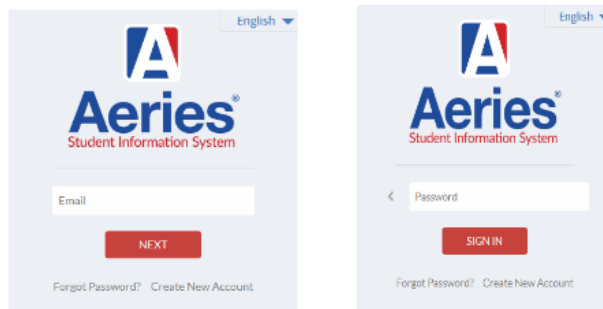 English
A
Aeries®
Student Information System
Email
NEXT
Forgot Password? Create New Account
English
A
Aeries®
Student Information System
Password
SIGN IN
Forgot Password? Create New Account